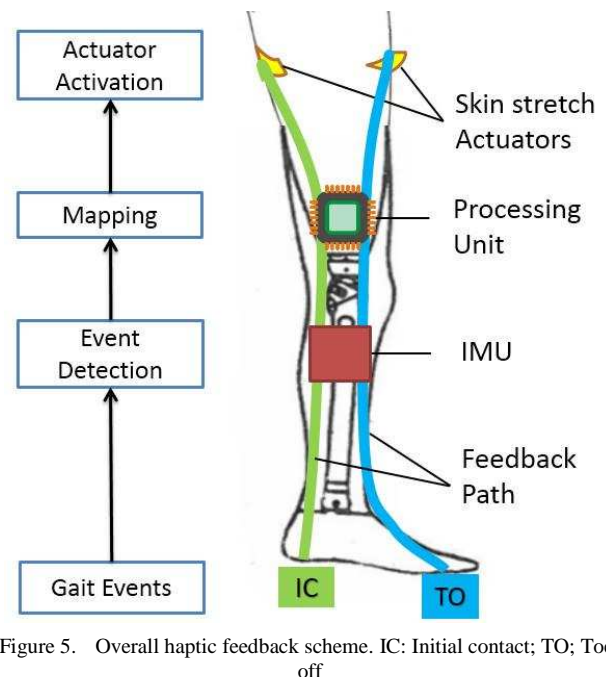 Actuator
Activation
Mapping
Event
Detection
Gait Events
Skin stretch
Actuators
Processing
Unit
IMU
Feedback
Path
IC
TO
Figure 5. Overall haptic feedback scheme. IC: Initial contact; TO; Toe
off